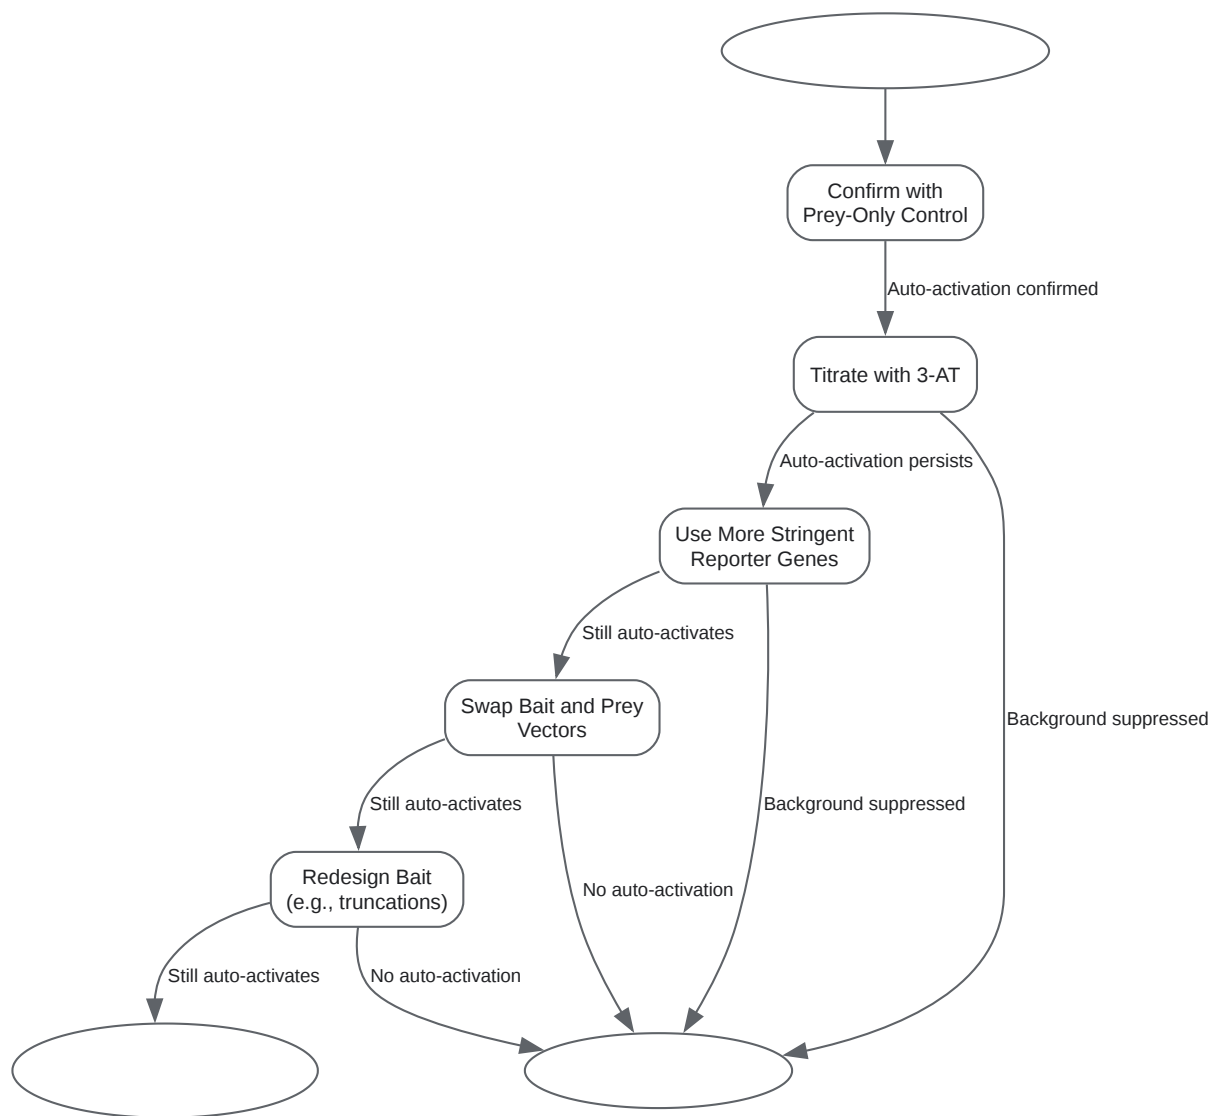 Confirm with
Prey-Only Control
Auto-activation confirmed
Titrate with 3-AT
Auto-activation persists
Use More Stringent
Reporter Genes
Still auto-activates
Swap Bait and Prey
Vectors
Background suppressed
Still auto-activates
Background suppressed
Redesign Bait
(e.g., truncations)
No auto-activation
Still auto-activates
No auto-activation